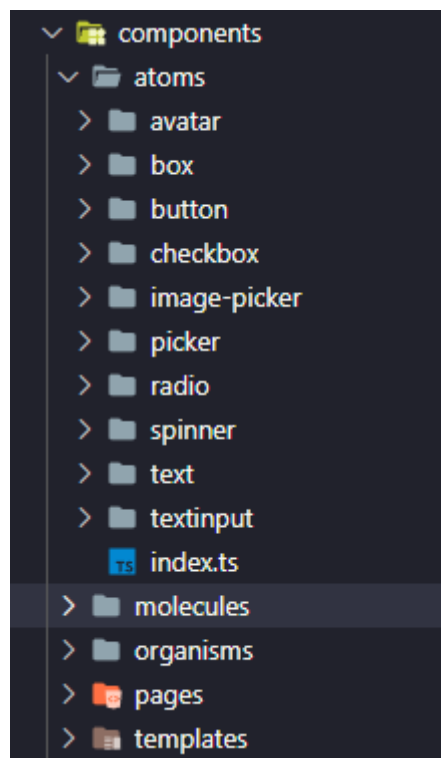 components
atoms
avatar
box
button
checkbox
image-picker
picker
radio
spinner
text
textinput
TS index.ts
molecules
organisms
pages
templates